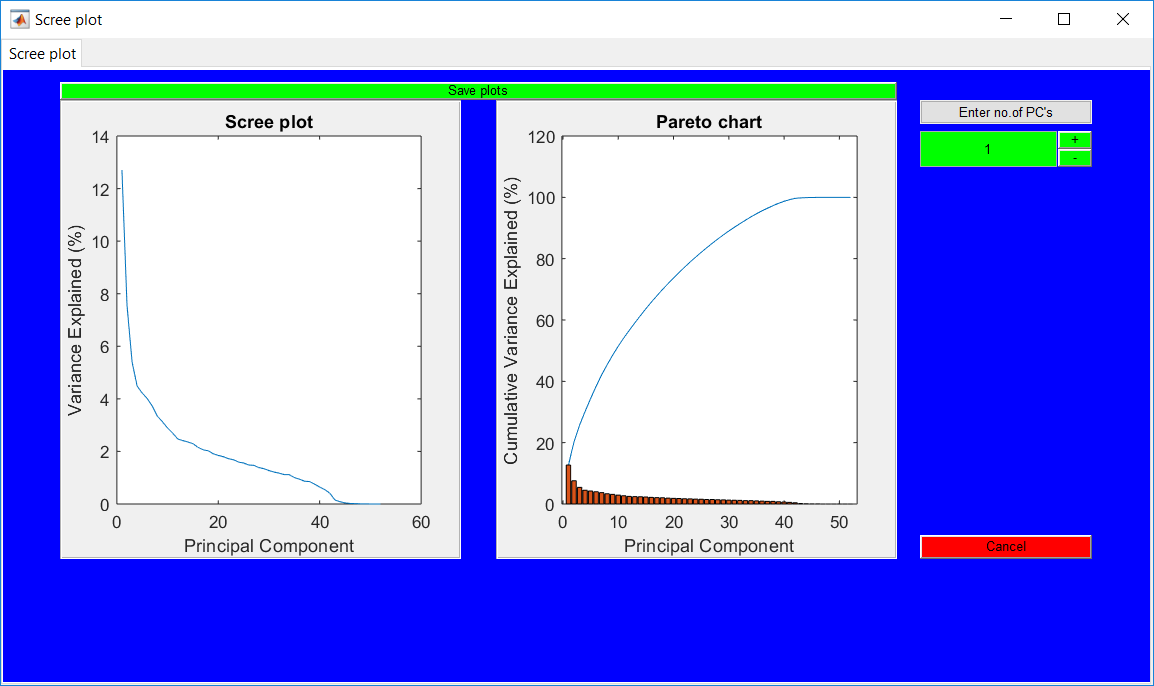 Scree plot
Scree plot
Save plots
Scree plot
14
12
10
8
6
4
2
0
0 20 40 60
Variance Explained (%)
Principal Component
Pareto chart
120
100
80
60
40
20
0
0 10 20 30 40 50
Cumulative Variance Explained (%)
Principal Component
Enter no.of PC's
1
+
-
Cancel